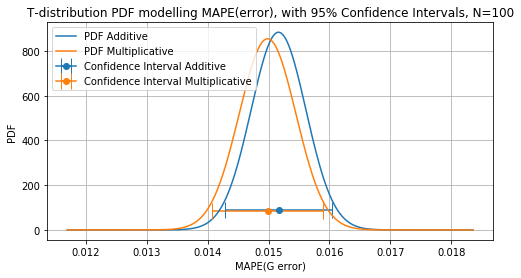 T-distribution PDF modelling MAPE(error), with 95% Confidence Intervals, N=100
PDF Additive
PDF Multiplicative
Confidence Interval Additive
Confidence Interval Multiplicative
PDF
800
600
400
200
0
0.012
0.013
0.014
0.015
0.016
0.017
0.018
MAPE(G error)